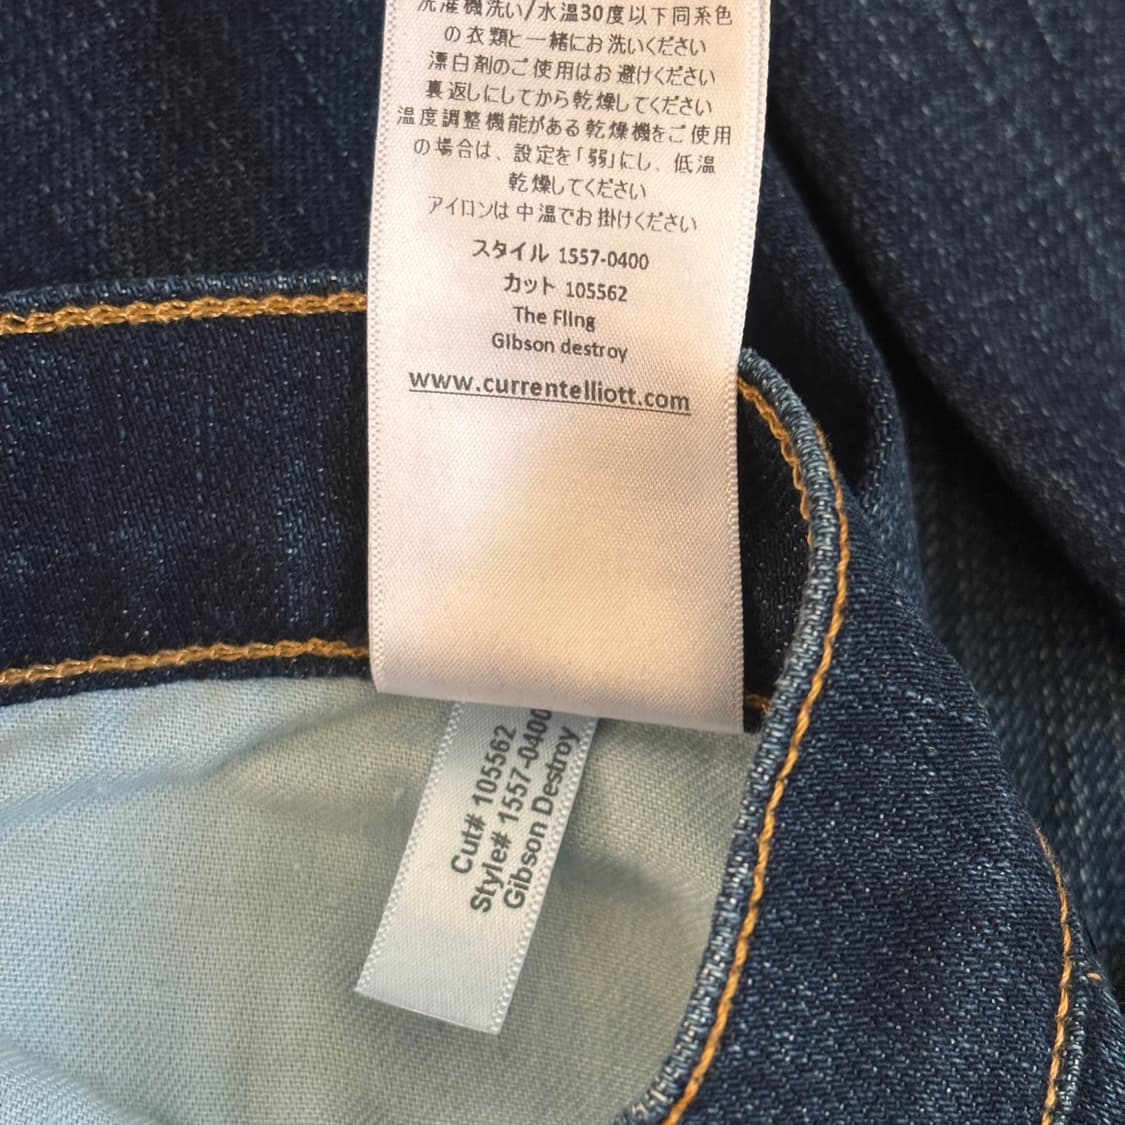 洗濯機洗い/水温30度以下同系色
の衣類と一緒にお洗いください
漂白剤のご使用はお避けください
裏返しにしてから乾燥してください
温度調整機能がある乾燥機をご使用
の場合は、設定を「弱」にし、低温
乾燥してください
アイロンは中温でお掛けください
スタイル 1557-0400
カット 105562
The Fling
Gibson destroy
www.currentelliott.com
Cut# 105562
Style# 1557-0400
Gibson Destroy